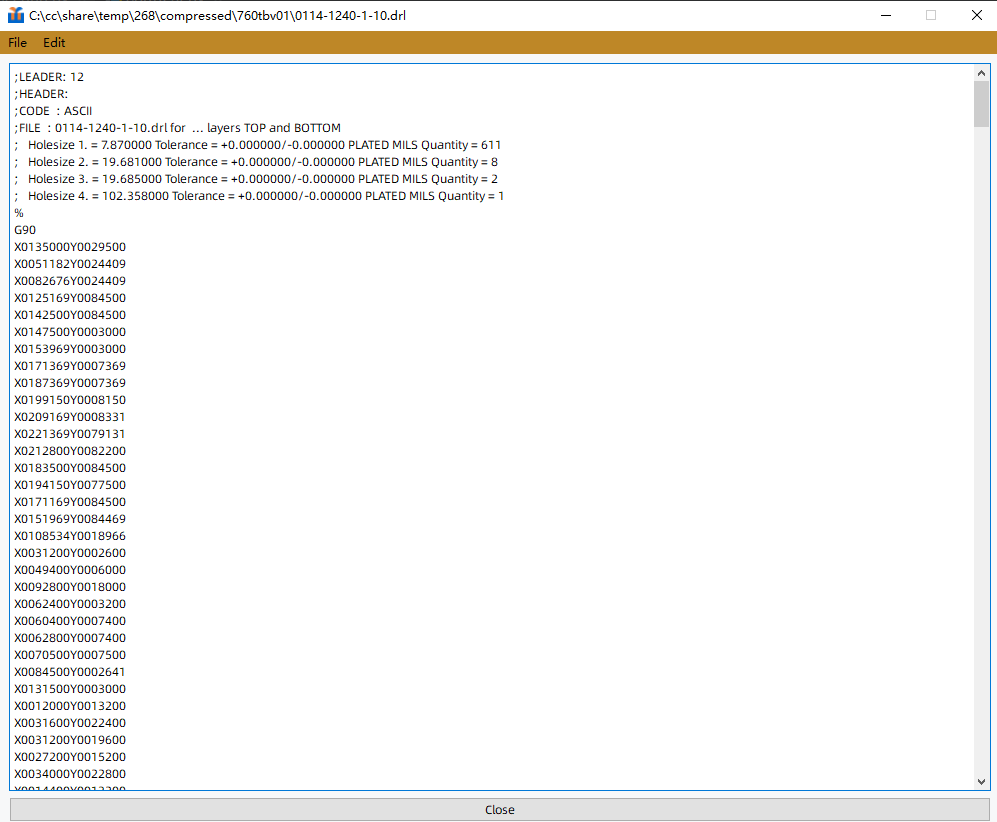 C:\cc\share\temp\268\compressed\760tbv01\0114-1240-1-10.drl
File Edit
;LEADER: 12
;HEADER:
;CODE : ASCII
;FILE : 0114-1240-1-10.drl for ... layers TOP and BOTTOM
; Holesize 1. = 7.870000 Tolerance = +0.000000/-0.000000 PLATED MILS Quantity = 611
; Holesize 2. = 19.681000 Tolerance = +0.000000/-0.000000 PLATED MILS Quantity = 8
; Holesize 3. = 19.685000 Tolerance = +0.000000/-0.000000 PLATED MILS Quantity = 2
; Holesize 4. = 102.358000 Tolerance = +0.000000/-0.000000 PLATED MILS Quantity = 1
%
G90
X0135000Y0029500
X0051182Y0024409
X0082676Y0024409
X0125169Y0084500
X0142500Y0084500
X0147500Y0003000
X0153969Y0003000
X0171369Y0007369
X0187369Y0007369
X0199150Y0008150
X0209169Y0008331
X0221369Y0079131
X0212800Y0082200
X0183500Y0084500
X0194150Y0077500
X0171169Y0084500
X0151969Y0084469
X0108534Y0018966
X0031200Y0002600
X0049400Y0006000
X0092800Y0018000
X0062400Y0003200
X0060400Y0007400
X0062800Y0007400
X0070500Y0007500
X0084500Y0002641
X0131500Y0003000
X0012000Y0013200
X0031600Y0022400
X0031200Y0019600
X0027200Y0015200
X0034000Y0022800
Close